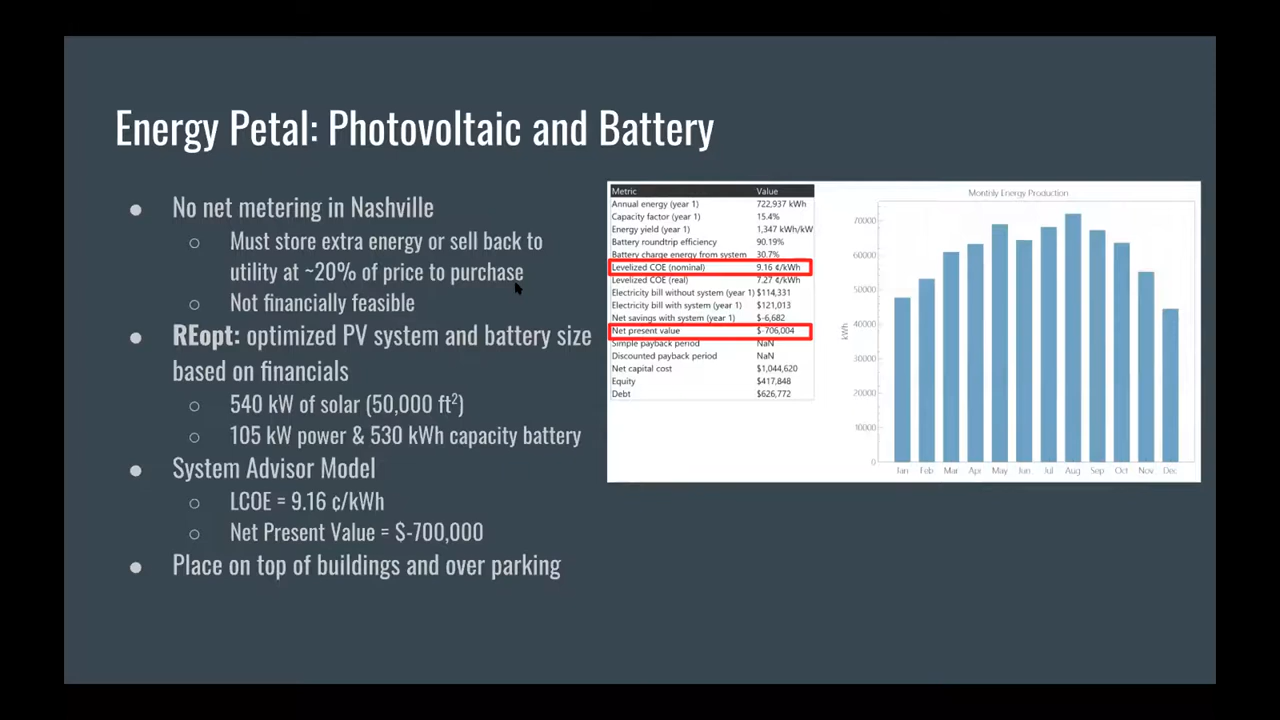 Energy Petal: Photovoltaic and Battery
● No net metering in Nashville
○ Must store extra energy or sell back to
utility at ~20% of price to purchase
○ Not financially feasible
● REopt: optimized PV system and battery size
based on financials
○ 540 kW of solar (50,000 ft²)
○ 105 kW power & 530 kWh capacity battery
● System Advisor Model
○ LCOE = 9.16 ¢/kWh
○ Net Present Value = $-700,000
● Place on top of buildings and over parking
Metric Value
Annual energy (year 1) 722,937 kWh
Capacity factor (year 1) 15.4%
Energy yield (year 1) 1,347 kWh/kW
Battery roundtrip efficiency 90.19%
Battery charge energy from system 30.7%
Levelized COE (nominal) 9.16 ¢/kWh
Levelized COE (real) 7.27 ¢/kWh
Electricity bill without system (year 1) $114,331
Electricity bill with system (year 1) $121,013
Net savings with system (year 1) $-6,682
Net present value $-706,004
Simple payback period NaN
Discounted payback period NaN
Net capital cost $1,044,620
Equity $417,848
Debt $626,772
Monthly Energy Production
kWh
70000
60000
50000
40000
30000
20000
10000
0
Jan Feb Mar Apr May Jun Jul Aug Sep Oct Nov Dec